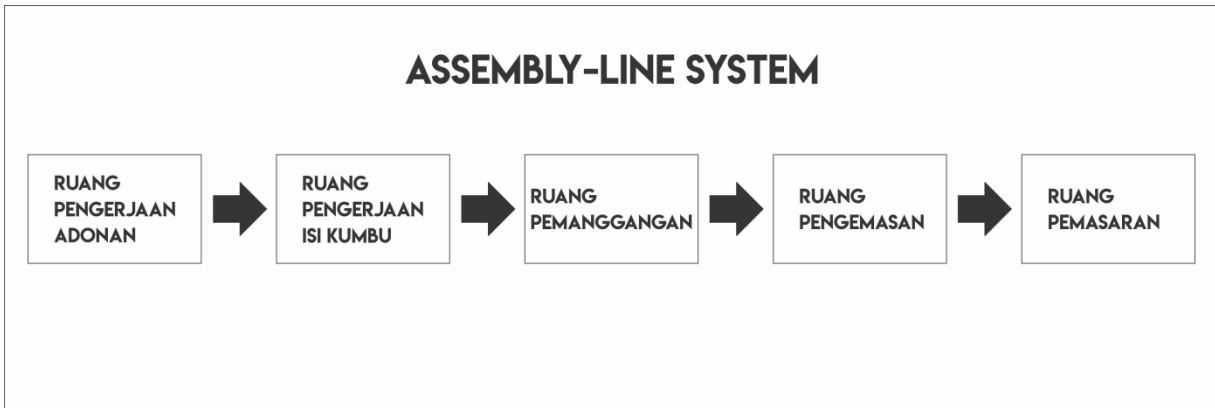 ASSEMBLY-LINE SYSTEM
RUANG
PENGERJAAN
ADONAN
RUANG
PENGERJAAN
ISI KUMBU
RUANG
PEMANGGANGAN
RUANG
PENGEMASAN
RUANG
PEMASARAN